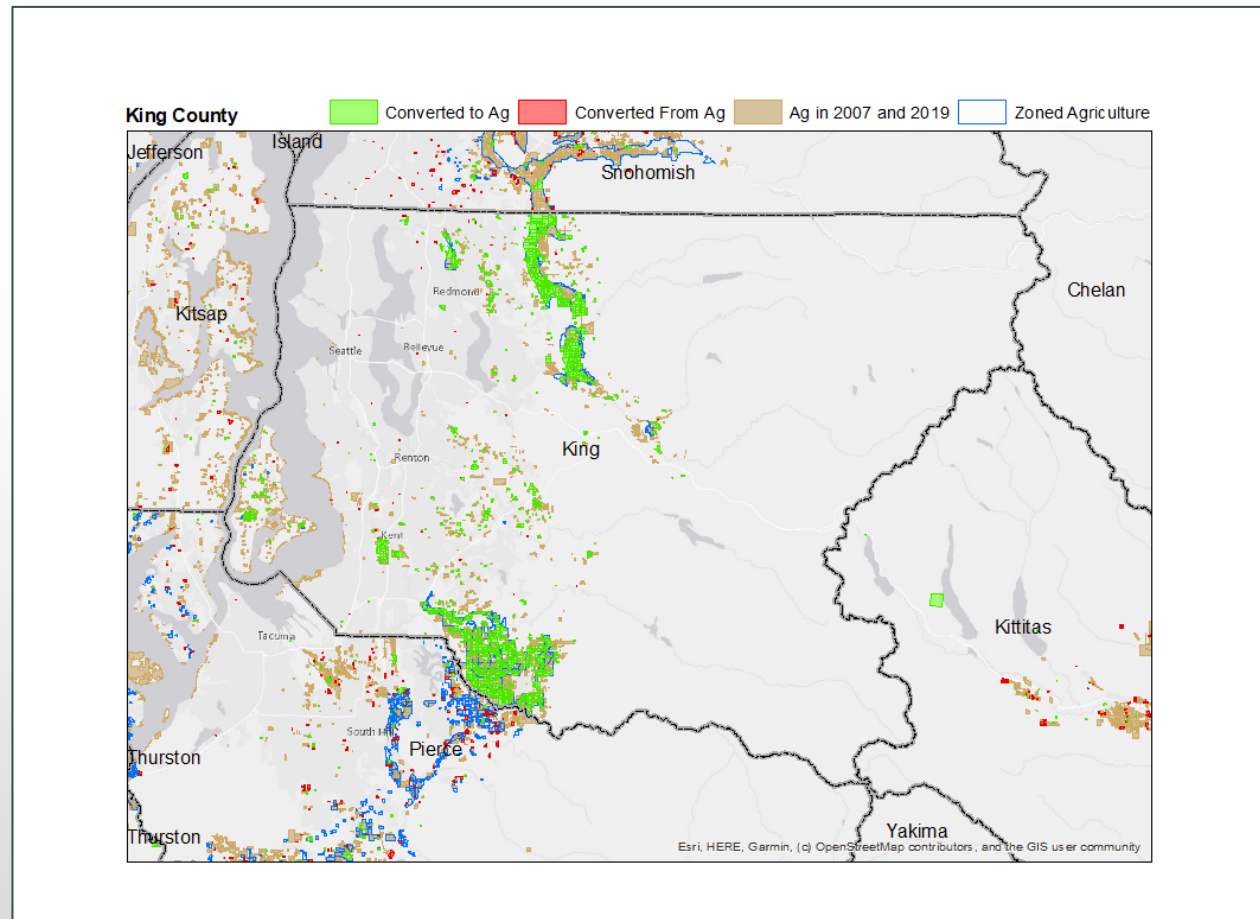 King County
Converted to Ag
Converted From Ag
Ag in 2007 and 2019
Zoned Agriculture
Jefferson
Island
Snohomish
Chelan
Redmond
Kitsap
Seattle
Bellevue
King
Renton
Kent
Kittitas
Tacoma
South Hill
Pierce
Thurston
Thurston
Yakima
Esri, HERE, Garmin, (c) OpenStreetMap contributors, and the GIS user community